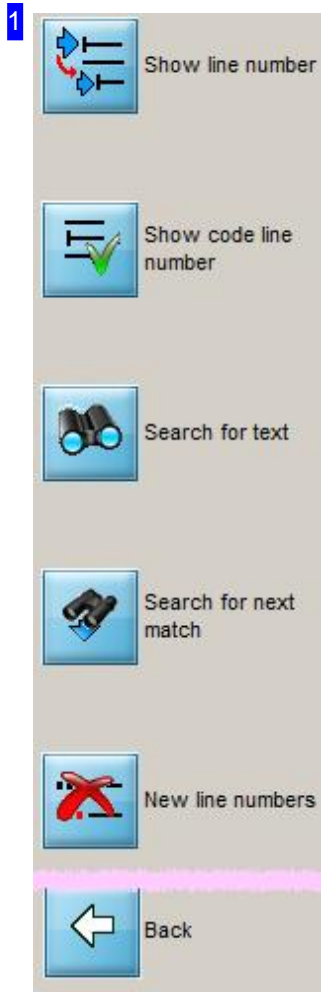 1
Show line number
Show code line
number
Search for text
Search for next
match
New line numbers
Back